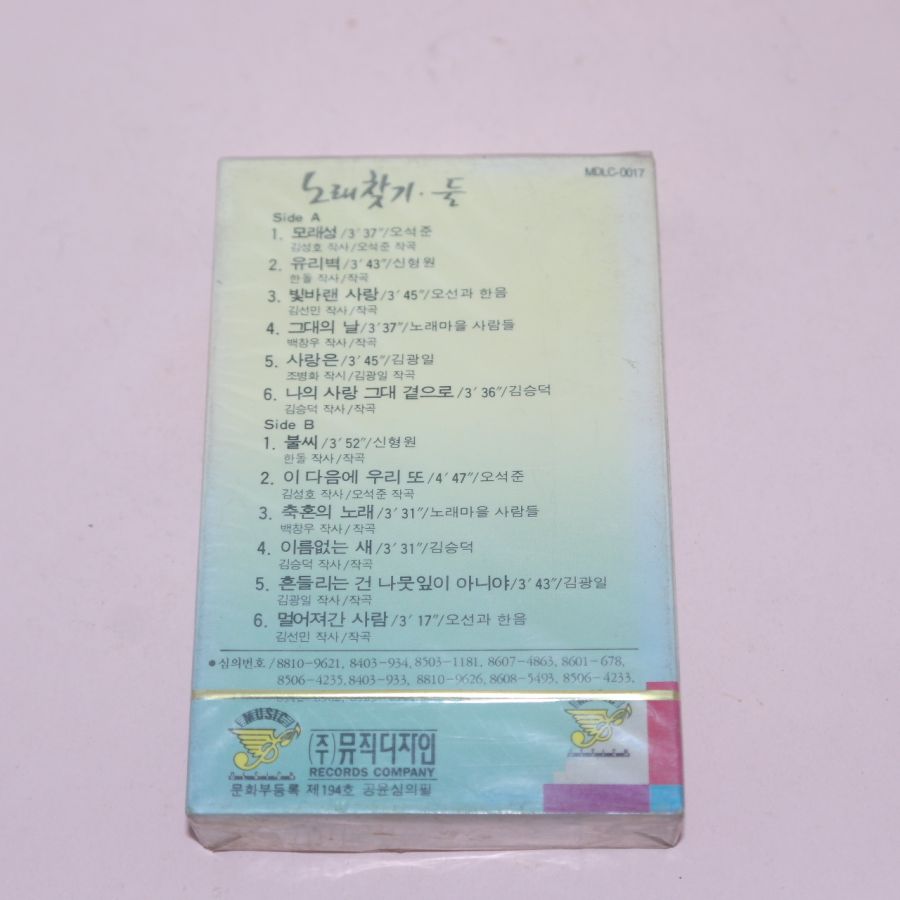 노래찾기·둘
MDLC-0017
Side A
1. 모래성/3′37″/오석준
김성호 작사/오석준 작곡
2. 유리벽/3′43″/신형원
한돌 작사/작곡
3. 빛바랜 사랑/3′45″/오선과 한음
김선민 작사/작곡
4. 그대의 날/3′37″/노래마을 사람들
백창우 작사/작곡
5. 사랑은/3′45″/김광일
조병화 작시/김광일 작곡
6. 나의 사랑 그대 곁으로/3′36″/김승덕
김승덕 작사/작곡
Side B
1. 불씨/3′52″/신형원
한돌 작사/작곡
2. 이 다음에 우리 또/4′47″/오석준
김성호 작사/오석준 작곡
3. 축혼의 노래/3′31″/노래마을 사람들
백창우 작사/작곡
4. 이름없는 새/3′31″/김승덕
김승덕 작사/작곡
5. 흔들리는 건 나뭇잎이 아니야/3′43″/김광일
김광일 작사/작곡
6. 멀어져간 사람/3′17″/오선과 한음
김선민 작사/작곡
●심의번호/8810-9621, 8403-934, 8503-1181, 8607-4863, 8601-678,
8506-4235, 8403-933, 8810-9626, 8608-5493, 8506-4233,
MUSIC
DESIGN
(주)뮤직디자인
RECORDS COMPANY
문화부등록 제194호 공윤심의필
DESIGN